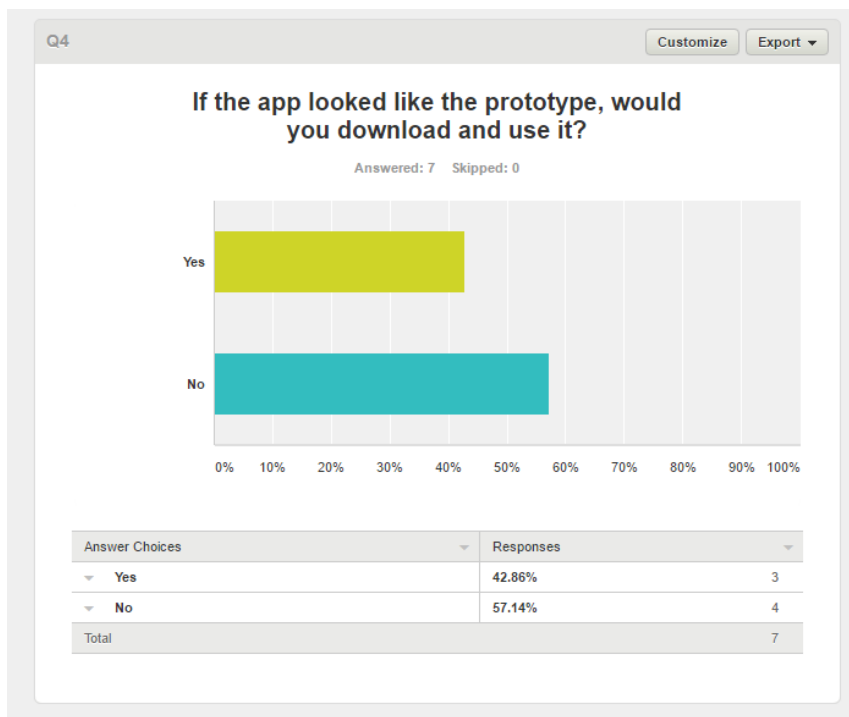 Q4
Customize
Export
If the app looked like the prototype, would
you download and use it?
Answered: 7 Skipped: 0
Yes
No
0% 10% 20% 30% 40% 50% 60% 70% 80% 90% 100%
Answer Choices Responses
Yes 42.86% 3
No 57.14% 4
Total 7